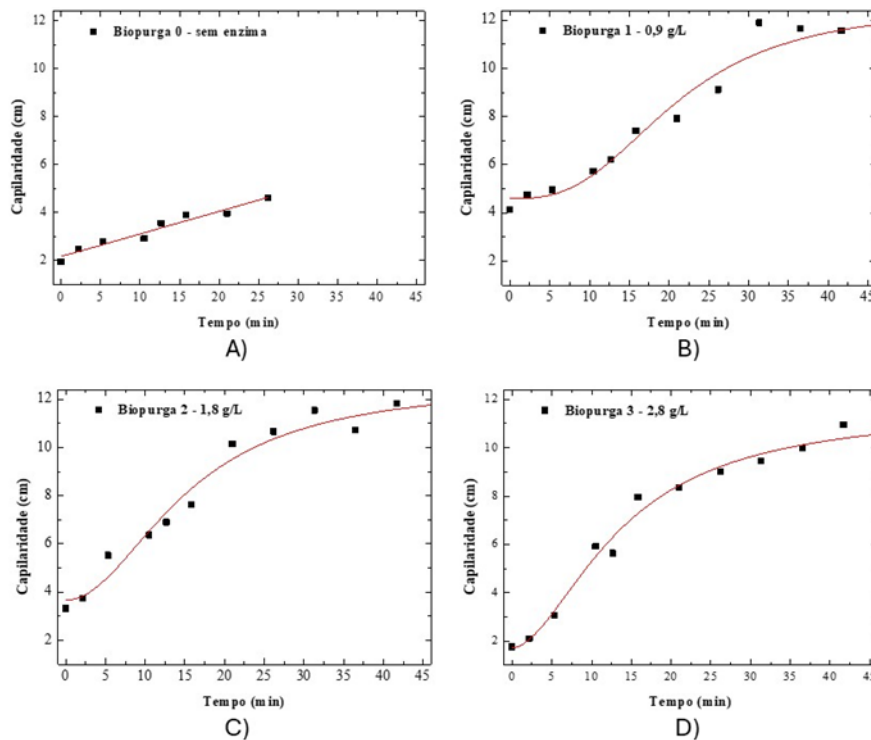 Biopurga 0 - sem enzima
12
10
8
6
4
2
Capilaridade (cm)
0 5 10 15 20 25 30 35 40 45
Tempo (min)
A)
Biopurga 1 - 0,9 g/L
12
10
8
6
4
2
Capilaridade (cm)
0 5 10 15 20 25 30 35 40 45
Tempo (min)
B)
Biopurga 2 - 1,8 g/L
12
10
8
6
4
2
Capilaridade (cm)
0 5 10 15 20 25 30 35 40 45
Tempo (min)
C)
Biopurga 3 - 2,8 g/L
12
10
8
6
4
2
Capilaridade (cm)
0 5 10 15 20 25 30 35 40 45
Tempo (min)
D)